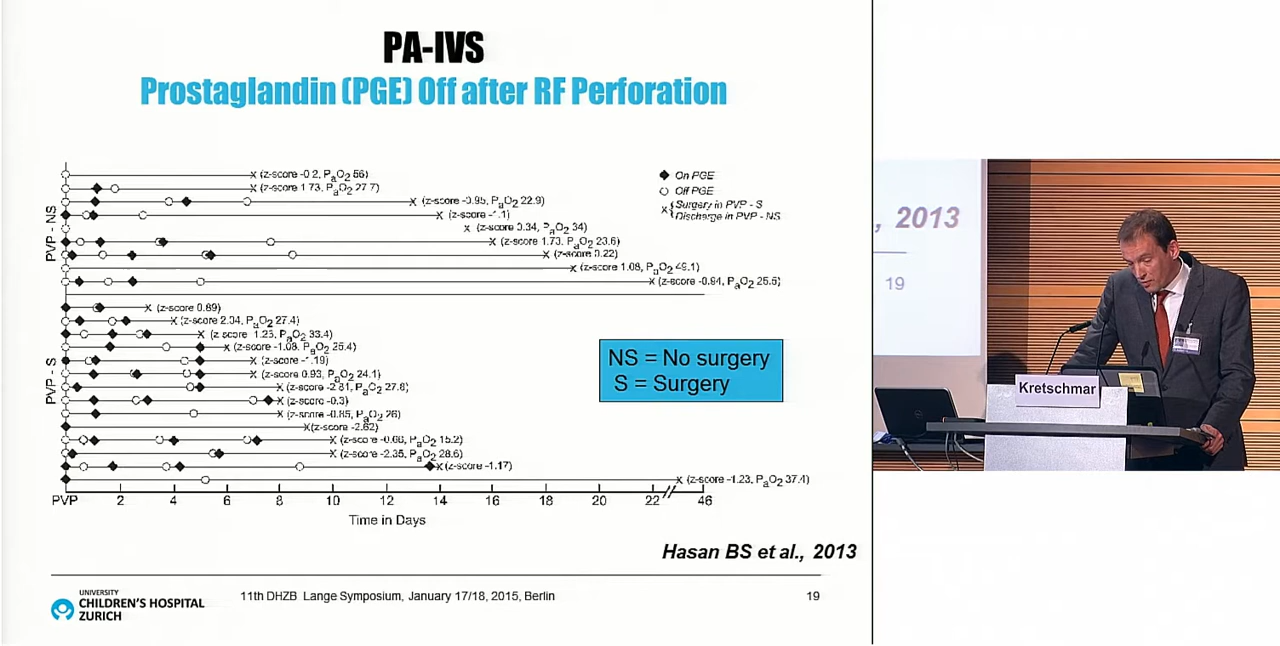 PA-IVS
Prostaglandin (PGE) Off after RF Perforation
(z-score -0.2, PaO2 56)
(z-score 1.73, PaO2 27.7)
(z-score -0.95, PaO2 22.9)
(z-score -1.1)
(z-score 0.34, PaO2 34)
(z-score 1.73, PaO2 23.6)
(z-score 0.22)
(z-score 1.08, PaO2 49.1)
(z-score -0.94, PaO2 25.5)
PVP - NS
On PGE
Off PGE
x {Surgery in PVP - S
Discharge in PVP - NS
(z-score 0.89)
(z-score 2.04, PaO2 27.4)
(z-score -1.23, PaO2 33.4)
(z-score -1.08, PaO2 25.4)
(z-score -1.19)
(z-score 0.93, PaO2 24.1)
(z-score PaO2 27.8)
(z-score -0.3)
(z-score -0.85, PaO2 26)
(z-score -2.62)
(z-score -0.66, PaO2 15.2)
(z-score -2.35, PaO2 28.6)
(z-score -1.17)
(z-score -1.23, PaO2 37.4)
PVP - S
NS = No surgery
S = Surgery
PVP 2 4 6 8 10 12 14 16 18 20 22 46
Time in Days
Hasan BS et al., 2013
UNIVERSITY
CHILDREN'S HOSPITAL
ZURICH
11th DHZB Lange Symposium, January 17/18, 2015, Berlin
19
, 2013
19
Kretschmar